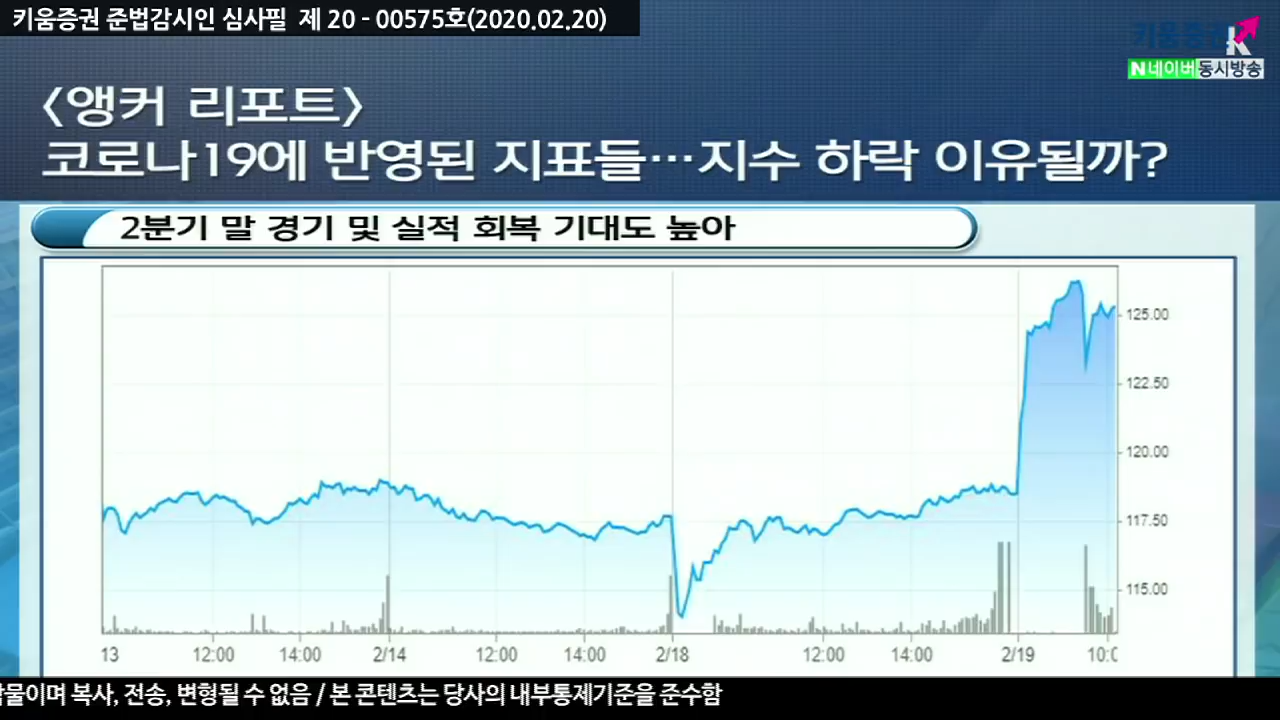 키움증권 준법감시인 심사필 제 20 - 00575호(2020.02.20)
키움증권
N 네이버 동시방송
<앵커 리포트>
코로나19에 반영된 지표들…지수 하락 이유될까?
2분기 말 경기 및 실적 회복 기대도 높아
125.00
122.50
120.00
117.50
115.00
13 12:00 14:00 2/14 12:00 14:00 2/18 12:00 14:00 2/19 10:0
물이며 복사, 전송, 변형될 수 없음 / 본 콘텐츠는 당사의 내부통제기준을 준수함